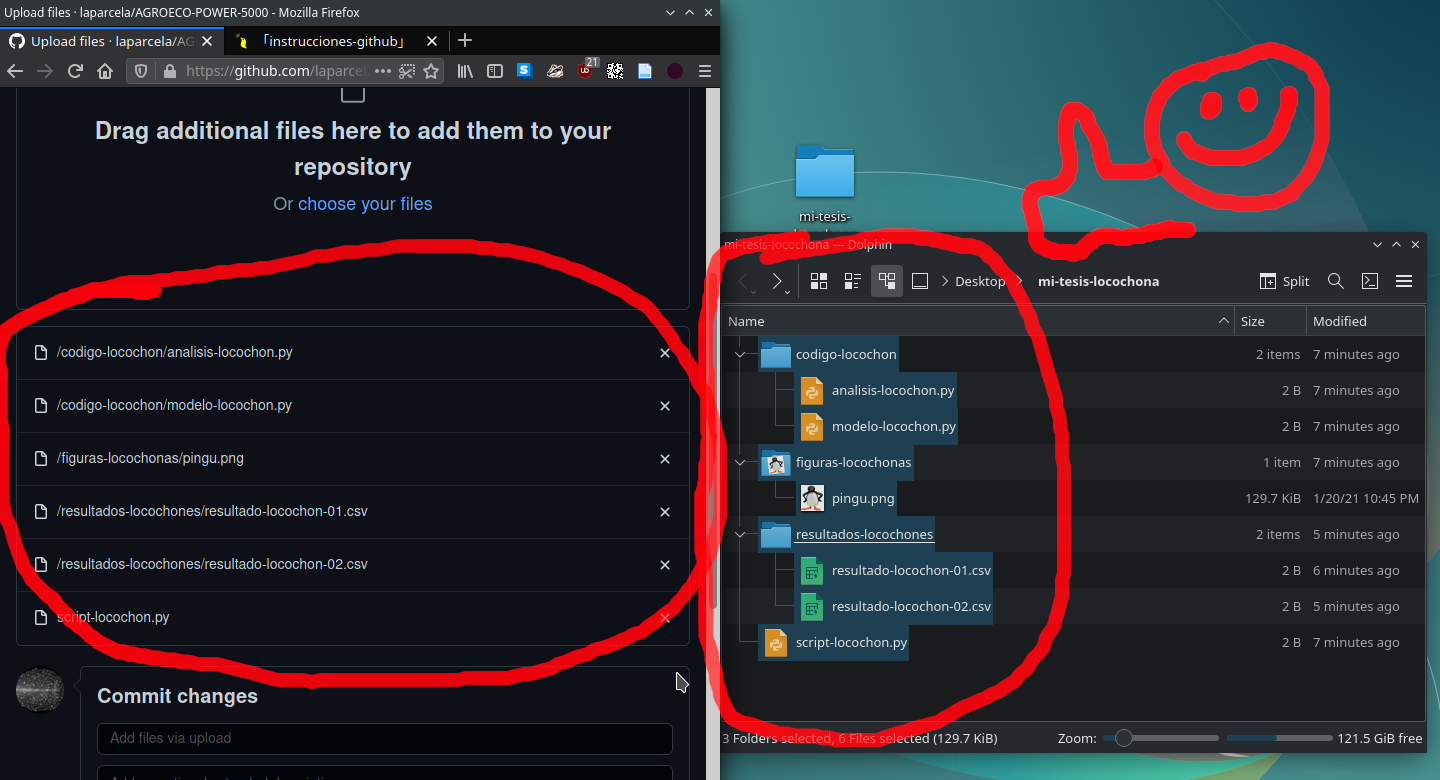 Upload files · laparcela/AGROECO-POWER-5000 - Mozilla Firefox
Upload files · laparcela/AG
「instrucciones-github」
https://github.com/laparcel
21
Drag additional files here to add them to your
repository
Or choose your files
/codigo-locochon/analisis-locochon.py
/codigo-locochon/modelo-locochon.py
/figuras-locochonas/pingu.png
/resultados-locochones/resultado-locochon-01.csv
/resultados-locochones/resultado-locochon-02.csv
script-locochon.py
Commit changes
Add files via upload
mi-tesis-
mi-tesis-locochona — Dolphin
Desktop
mi-tesis-locochona
Split
Name Size Modified
codigo-locochon 2 items 7 minutes ago
analisis-locochon.py 2 B 7 minutes ago
modelo-locochon.py 2 B 7 minutes ago
figuras-locochonas 1 item 7 minutes ago
pingu.png 129.7 KiB 1/20/21 10:45 PM
resultados-locochones 2 items 5 minutes ago
resultado-locochon-01.csv 2 B 6 minutes ago
resultado-locochon-02.csv 2 B 5 minutes ago
script-locochon.py 2 B 7 minutes ago
3 Folders selected, 6 Files selected (129.7 KiB) Zoom: 121.5 GiB free